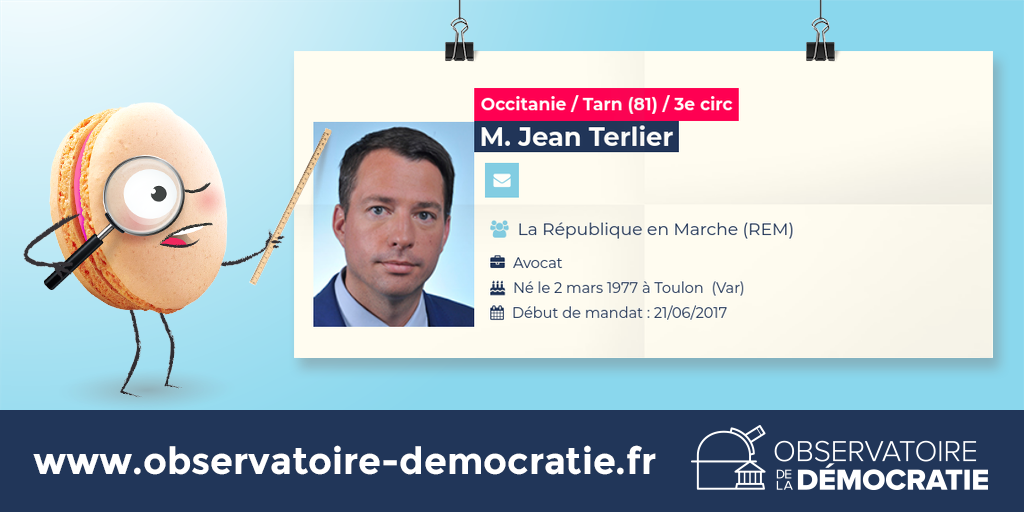 Occitanie / Tarn (81) / 3e circ
M. Jean Terlier
La République en Marche (REM)
Avocat
Né le 2 mars 1977 à Toulon (Var)
Début de mandat : 21/06/2017
www.observatoire-democratie.fr
OBSERVATOIRE
DE LA DÉMOCRATIE